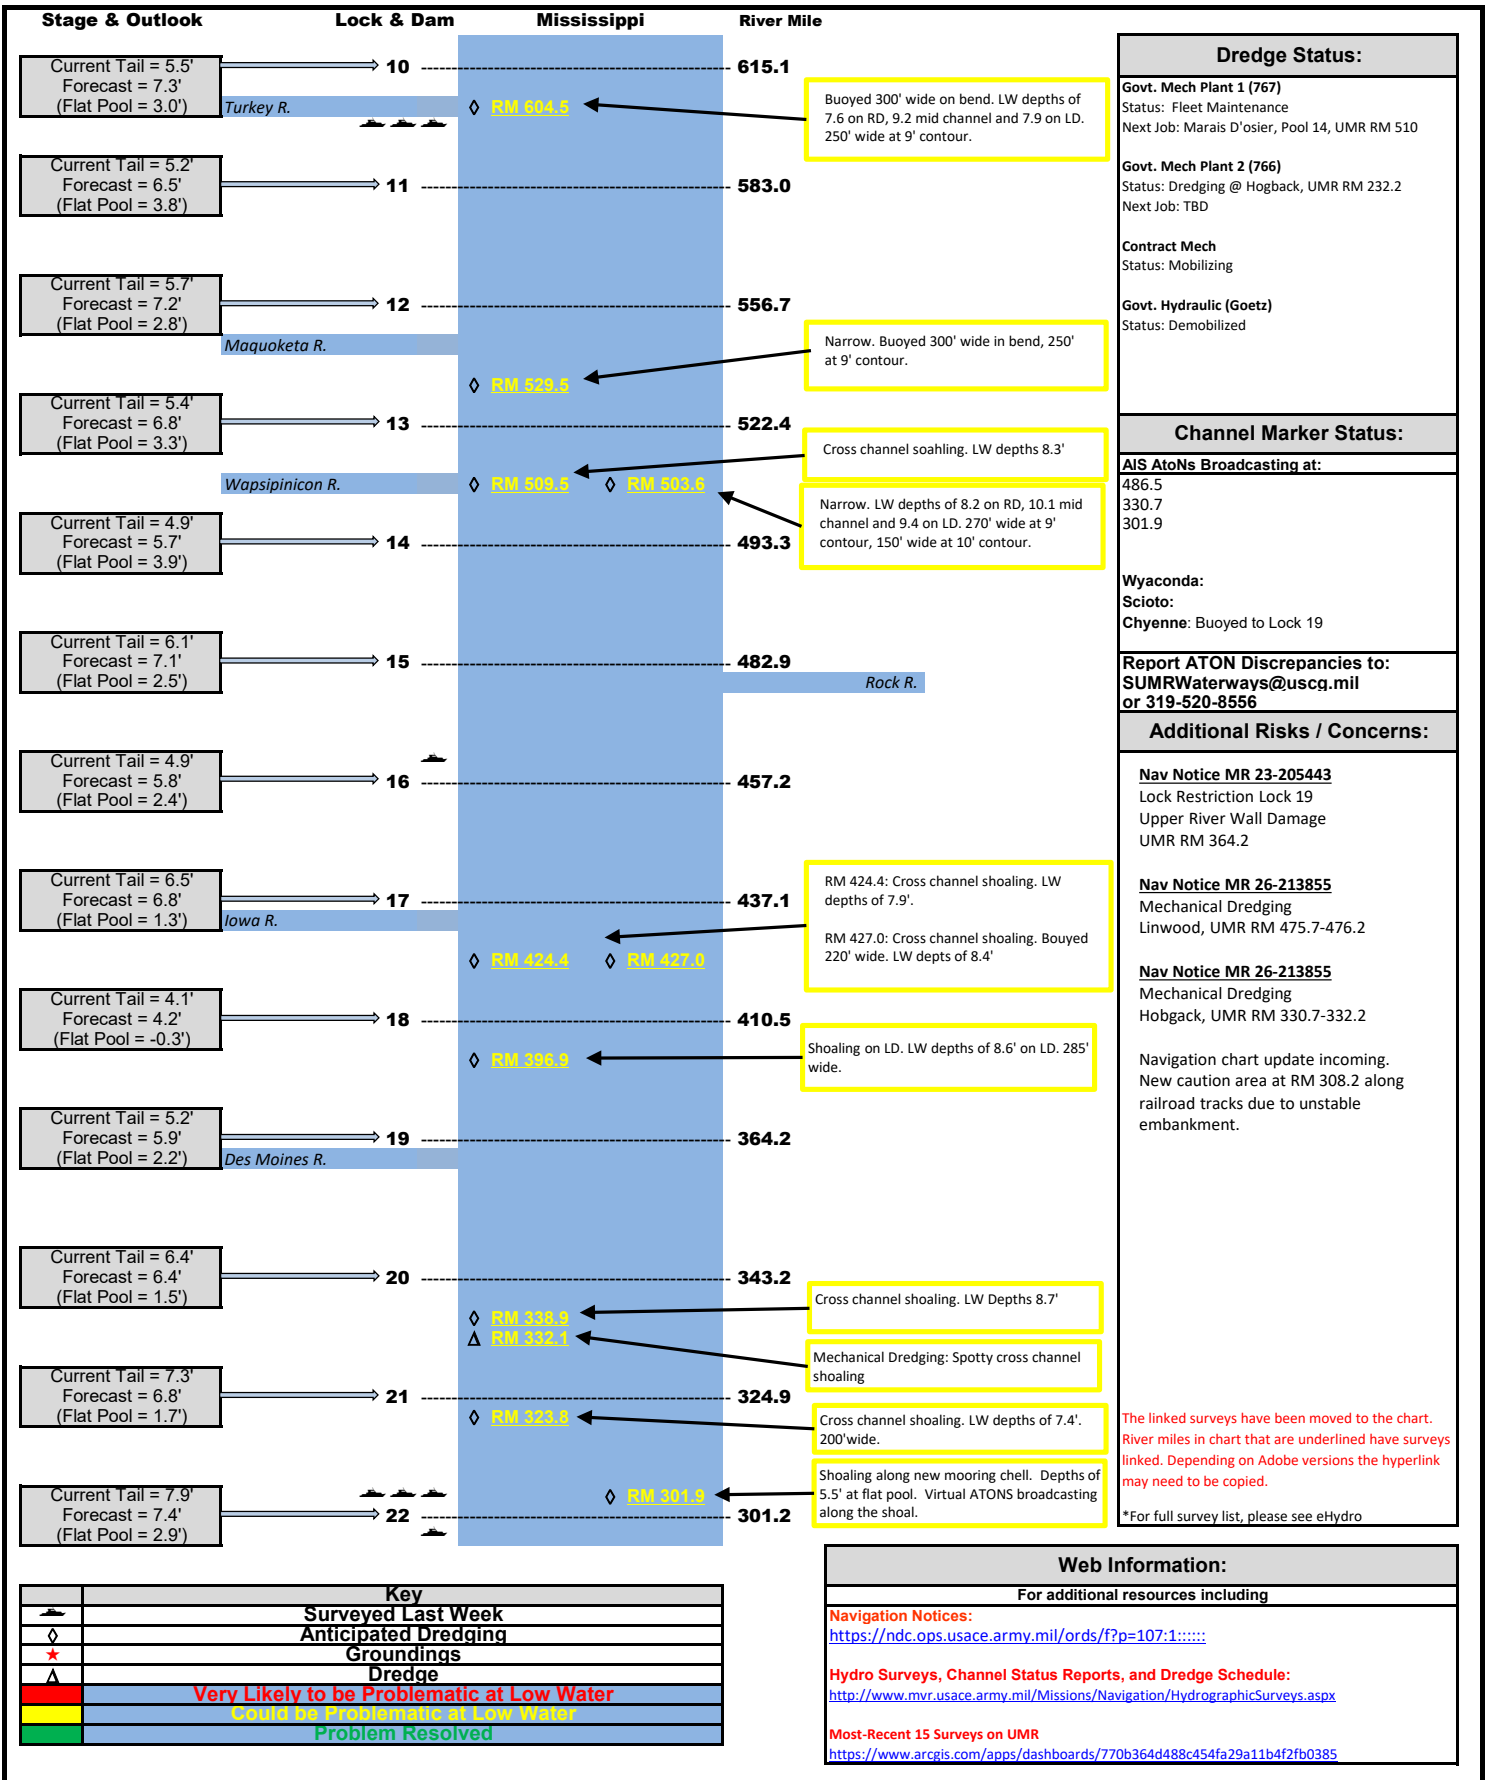 Stage & Outlook Lock & Dam Mississippi River Mile
Current Tail = 5.5'
Forecast = 7.3'
(Flat Pool = 3.0')
10 615.1
Turkey R.
RM 604.5
Buoyed 300' wide on bend. LW depths of
7.6 on RD, 9.2 mid channel and 7.9 on LD.
250' wide at 9' contour.
Current Tail = 5.2'
Forecast = 6.5'
(Flat Pool = 3.8')
11 583.0
Current Tail = 5.7'
Forecast = 7.2'
(Flat Pool = 2.8')
12 556.7
Maquoketa R.
Narrow. Buoyed 300' wide in bend, 250'
at 9' contour.
RM 529.5
Current Tail = 5.4'
Forecast = 6.8'
(Flat Pool = 3.3')
13 522.4
Cross channel soahling. LW depths 8.3'
Wapsipinicon R.
RM 509.5 RM 503.6
Narrow. LW depths of 8.2 on RD, 10.1 mid
channel and 9.4 on LD. 270' wide at 9'
contour, 150' wide at 10' contour.
Current Tail = 4.9'
Forecast = 5.7'
(Flat Pool = 3.9')
14 493.3
Current Tail = 6.1'
Forecast = 7.1'
(Flat Pool = 2.5')
15 482.9
Rock R.
Current Tail = 4.9'
Forecast = 5.8'
(Flat Pool = 2.4')
16 457.2
Current Tail = 6.5'
Forecast = 6.8'
(Flat Pool = 1.3')
17 437.1
Iowa R.
RM 424.4: Cross channel shoaling. LW
depths of 7.9'.
RM 427.0: Cross channel shoaling. Bouyed
220' wide. LW depts of 8.4'
RM 424.4 RM 427.0
Current Tail = 4.1'
Forecast = 4.2'
(Flat Pool = -0.3')
18 410.5
RM 396.9
Shoaling on LD. LW depths of 8.6' on LD. 285'
wide.
Current Tail = 5.2'
Forecast = 5.9'
(Flat Pool = 2.2')
19 364.2
Des Moines R.
Current Tail = 6.4'
Forecast = 6.4'
(Flat Pool = 1.5')
20 343.2
Cross channel shoaling. LW Depths 8.7'
RM 338.9
RM 332.1
Mechanical Dredging: Spotty cross channel
shoaling
Current Tail = 7.3'
Forecast = 6.8'
(Flat Pool = 1.7')
21 324.9
RM 323.8
Cross channel shoaling. LW depths of 7.4'.
200'wide.
Shoaling along new mooring chell. Depths of
5.5' at flat pool. Virtual ATONS broadcasting
along the shoal.
RM 301.9
Current Tail = 7.9'
Forecast = 7.4'
(Flat Pool = 2.9')
22 301.2
Dredge Status:
Govt. Mech Plant 1 (767)
Status: Fleet Maintenance
Next Job: Marais D'osier, Pool 14, UMR RM 510
Govt. Mech Plant 2 (766)
Status: Dredging @ Hogback, UMR RM 232.2
Next Job: TBD
Contract Mech
Status: Mobilizing
Govt. Hydraulic (Goetz)
Status: Demobilized
Channel Marker Status:
AIS AtoNs Broadcasting at:
486.5
330.7
301.9
Wyaconda:
Scioto:
Chyenne: Buoyed to Lock 19
Report ATON Discrepancies to:
SUMRWaterways@uscg.mil
or 319-520-8556
Additional Risks / Concerns:
Nav Notice MR 23-205443
Lock Restriction Lock 19
Upper River Wall Damage
UMR RM 364.2
Nav Notice MR 26-213855
Mechanical Dredging
Linwood, UMR RM 475.7-476.2
Nav Notice MR 26-213855
Mechanical Dredging
Hobgack, UMR RM 330.7-332.2
Navigation chart update incoming.
New caution area at RM 308.2 along
railroad tracks due to unstable
embankment.
The linked surveys have been moved to the chart.
River miles in chart that are underlined have surveys
linked. Depending on Adobe versions the hyperlink
may need to be copied.
*For full survey list, please see eHydro
Key
Surveyed Last Week
Anticipated Dredging
Groundings
Dredge
Very Likely to be Problematic at Low Water
Could be Problematic at Low Water
Problem Resolved
Web Information:
For additional resources including
Navigation Notices:
https://ndc.ops.usace.army.mil/ords/f?p=107:1::::::
Hydro Surveys, Channel Status Reports, and Dredge Schedule:
http://www.mvr.usace.army.mil/Missions/Navigation/HydrographicSurveys.aspx
Most-Recent 15 Surveys on UMR
https://www.arcgis.com/apps/dashboards/770b364d488c454fa29a11b4f2fb0385